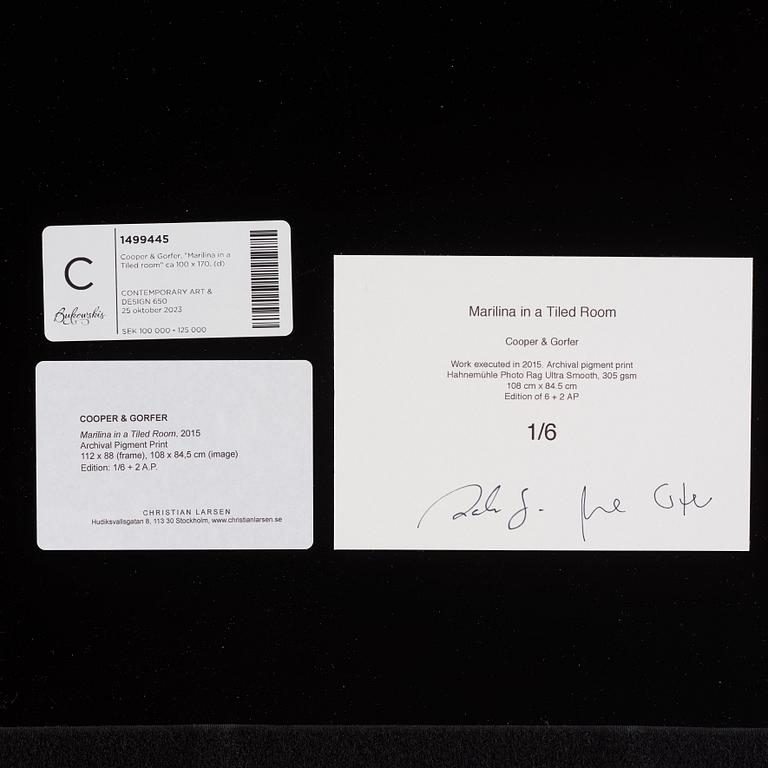 C
Bukowskis
1499445
Cooper & Gorfer, "Marilina in a
Tiled room" ca 100 x 170. (d)
CONTEMPORARY ART &
DESIGN 650
25 oktober 2023
SEK 100 000 - 125 000
COOPER & GORFER
Marilina in a Tiled Room, 2015
Archival Pigment Print
112 x 88 (frame), 108 x 84,5 cm (image)
Edition: 1/6 + 2 A.P.
CHRISTIAN LARSEN
Hudiksvallsgatan 8, 113 30 Stockholm, www.christianlarsen.se
Marilina in a Tiled Room
Cooper & Gorfer
Work executed in 2015. Archival pigment print
Hahnemühle Photo Rag Ultra Smooth, 305 gsm
108 cm x 84.5 cm
Edition of 6 + 2 AP
1/6